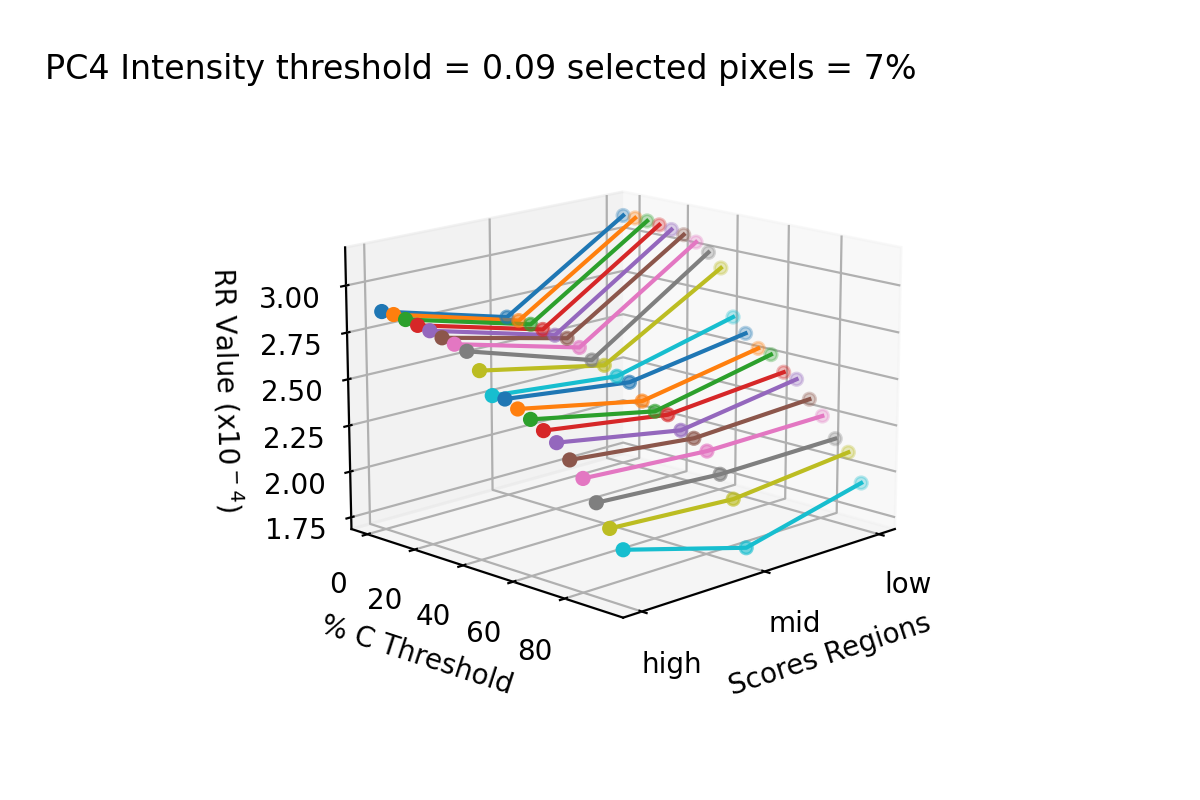 PC4 Intensity threshold = 0.09 selected pixels = 7%
RR Value (x10⁻⁴)
3.00
2.75
2.50
2.25
2.00
1.75
0
20
40
60
80
% C Threshold
high
mid
low
Scores Regions